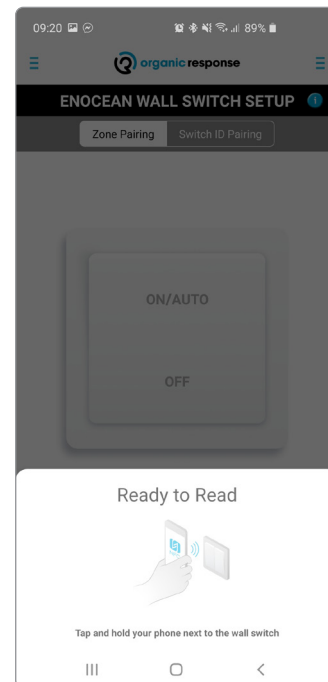 09:20 89%
organic response
ENOCEAN WALL SWITCH SETUP i
Zone Pairing Switch ID Pairing
ON/AUTO
OFF
Ready to Read
Tap and hold your phone next to the wall switch